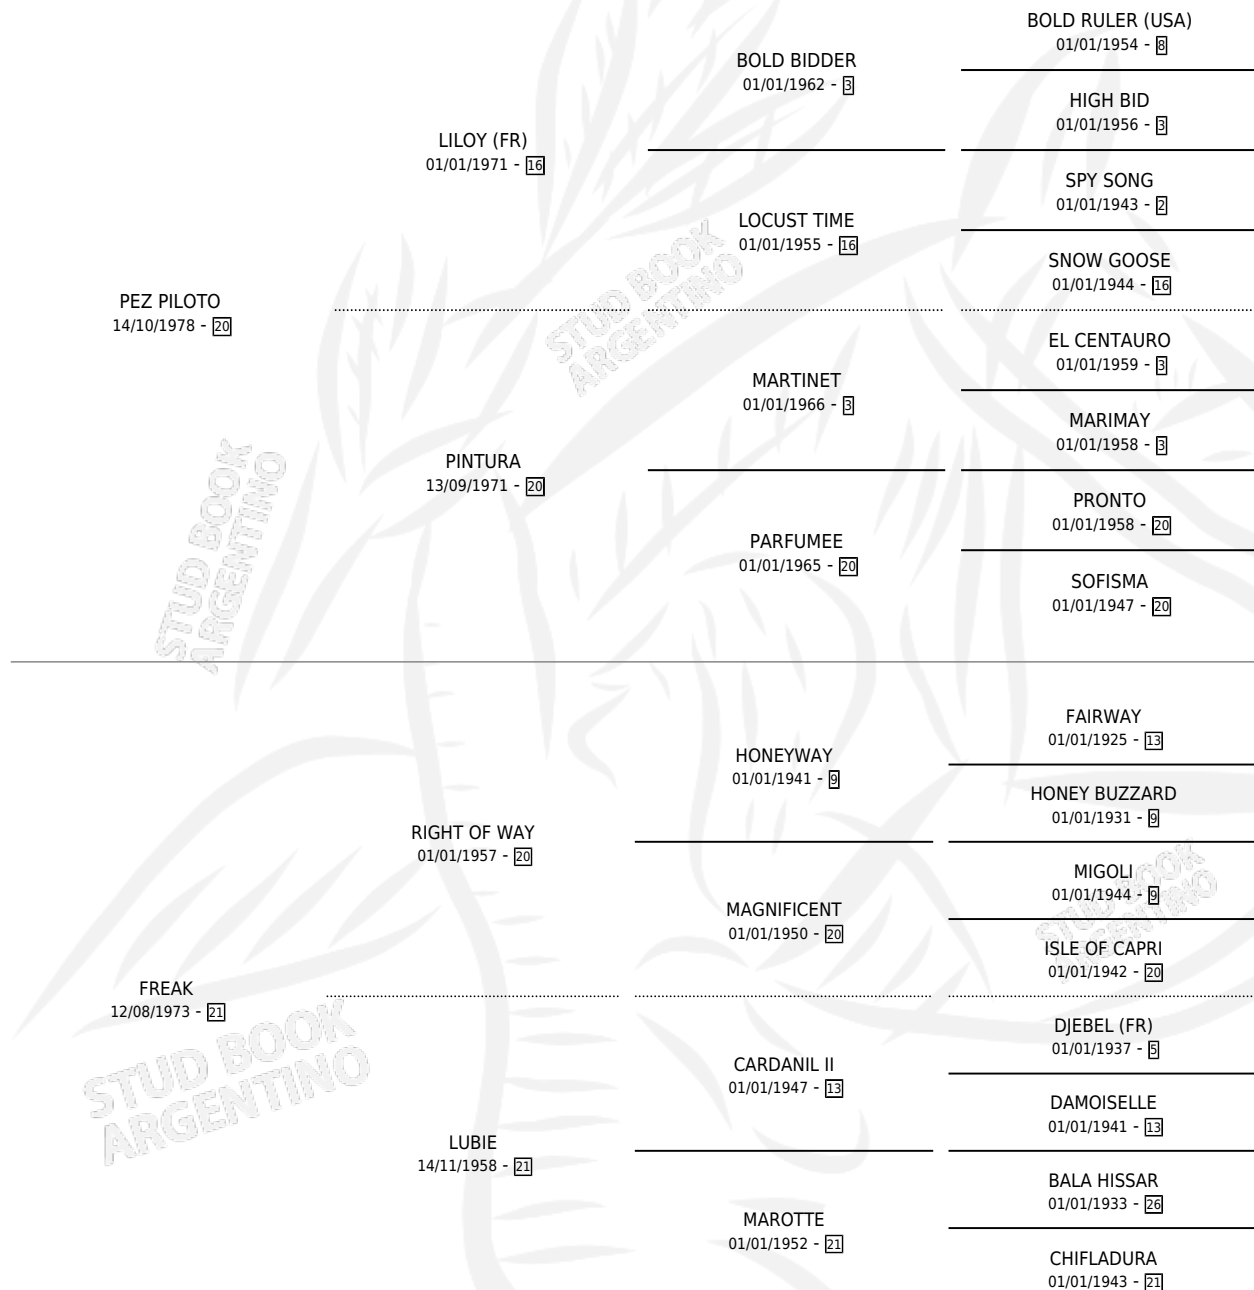 BOLD RULER (USA)
01/01/1954 - 8
BOLD BIDDER
01/01/1962 - 3
HIGH BID
01/01/1956 - 3
LILOY (FR)
01/01/1971 - 16
SPY SONG
01/01/1943 - 2
LOCUST TIME
01/01/1955 - 16
SNOW GOOSE
01/01/1944 - 16
PEZ PILOTO
14/10/1978 - 20
STUD BOOK
ARGENTINO
EL CENTAURO
01/01/1959 - 3
MARTINET
01/01/1966 - 3
MARIMAY
01/01/1958 - 3
PINTURA
13/09/1971 - 20
PRONTO
01/01/1958 - 20
PARFUMEE
01/01/1965 - 20
SOFISMA
01/01/1947 - 20
STUD BOOK
ARGENTINO
FAIRWAY
01/01/1925 - 13
HONEYWAY
01/01/1941 - 9
HONEY BUZZARD
01/01/1931 - 9
RIGHT OF WAY
01/01/1957 - 20
MIGOLI
01/01/1944 - 9
STUD BOOK
ARGENTINO
MAGNIFICENT
01/01/1950 - 20
ISLE OF CAPRI
01/01/1942 - 20
FREAK
12/08/1973 - 21
STUD BOOK
ARGENTINO
DJEBEL (FR)
01/01/1937 - 5
CARDANIL II
01/01/1947 - 13
DAMOISELLE
01/01/1941 - 13
LUBIE
14/11/1958 - 21
BALA HISSAR
01/01/1933 - 26
MAROTTE
01/01/1952 - 21
CHIFLADURA
01/01/1943 - 21